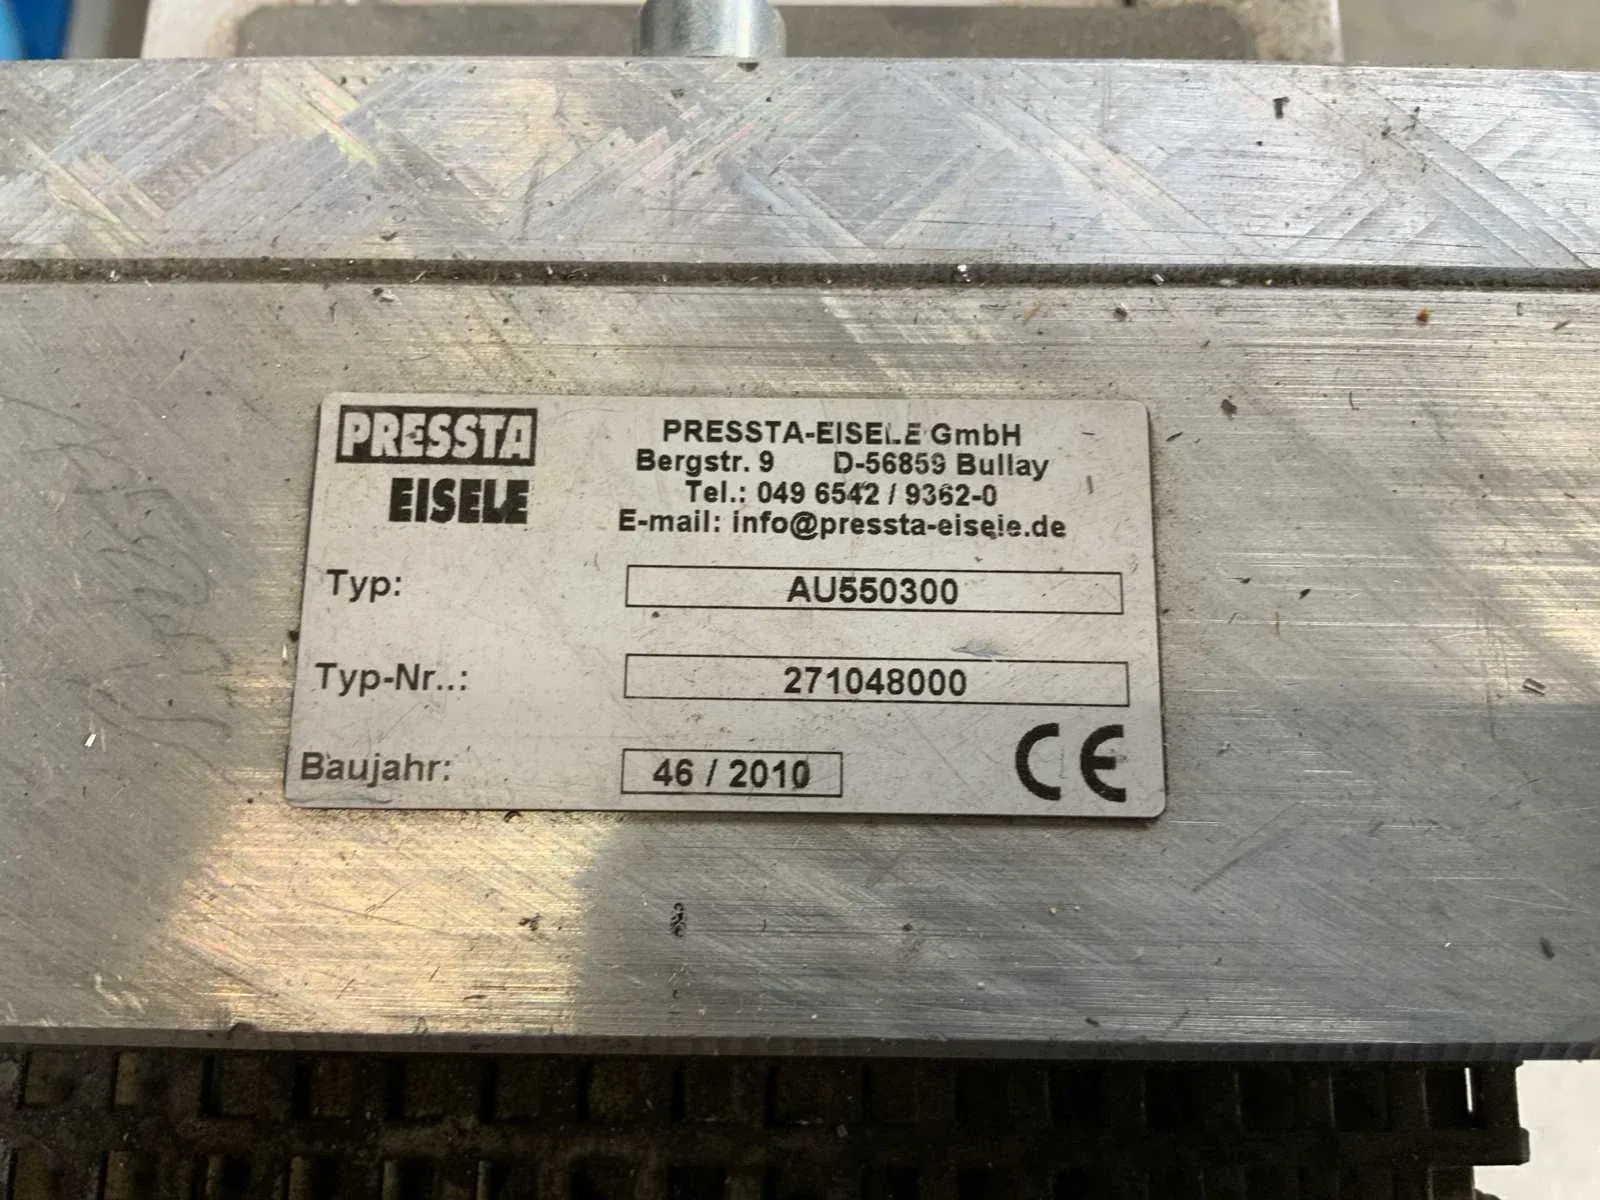 PRESSTA
EISELE
PRESSTA-EISELE GmbH
Bergstr. 9 D-56859 Bullay
Tel.: 049 6542 / 9362-0
E-mail: info@pressta-eisele.de
Typ: AU550300
Typ-Nr..: 271048000
Baujahr: 46 / 2010
CE